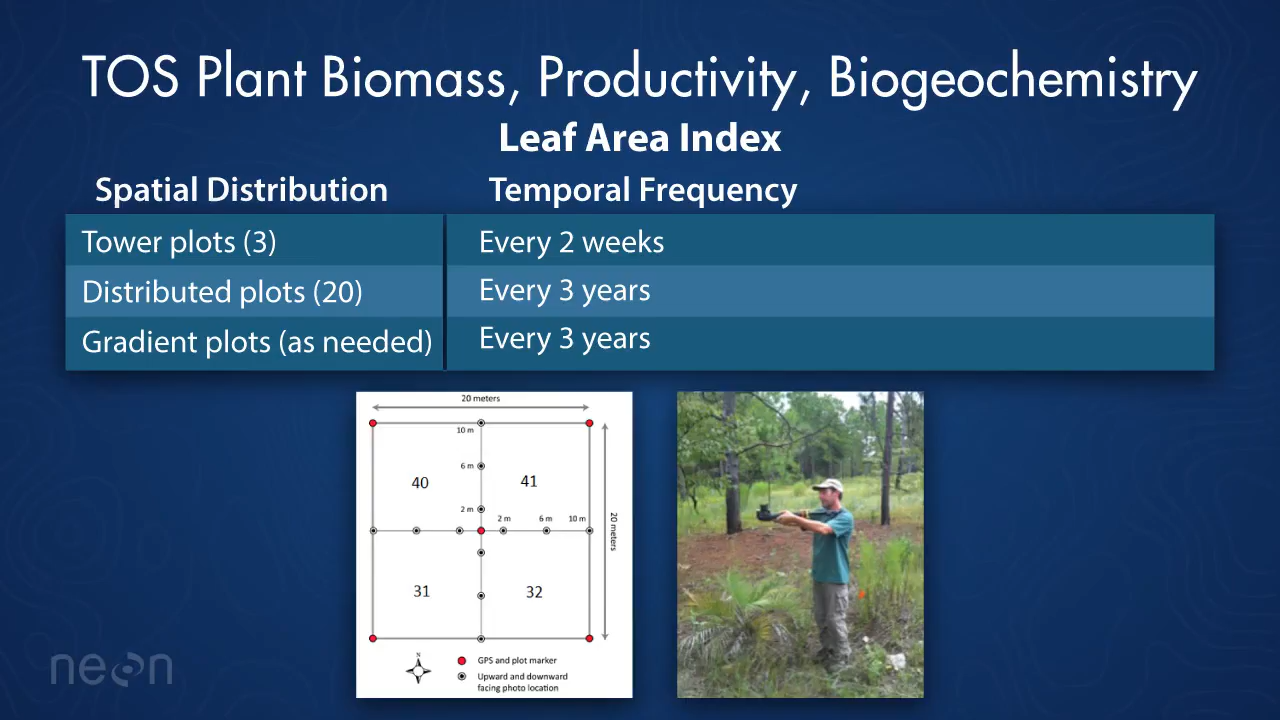 TOS Plant Biomass, Productivity, Biogeochemistry
Leaf Area Index
Spatial Distribution Temporal Frequency
Tower plots (3) Every 2 weeks
Distributed plots (20) Every 3 years
Gradient plots (as needed) Every 3 years
20 meters
10 m
6 m
40 41
2 m 2 m 6 m 10 m
20 meters
31 32
N
GPS and plot marker
Upward and downward
facing photo location
neon